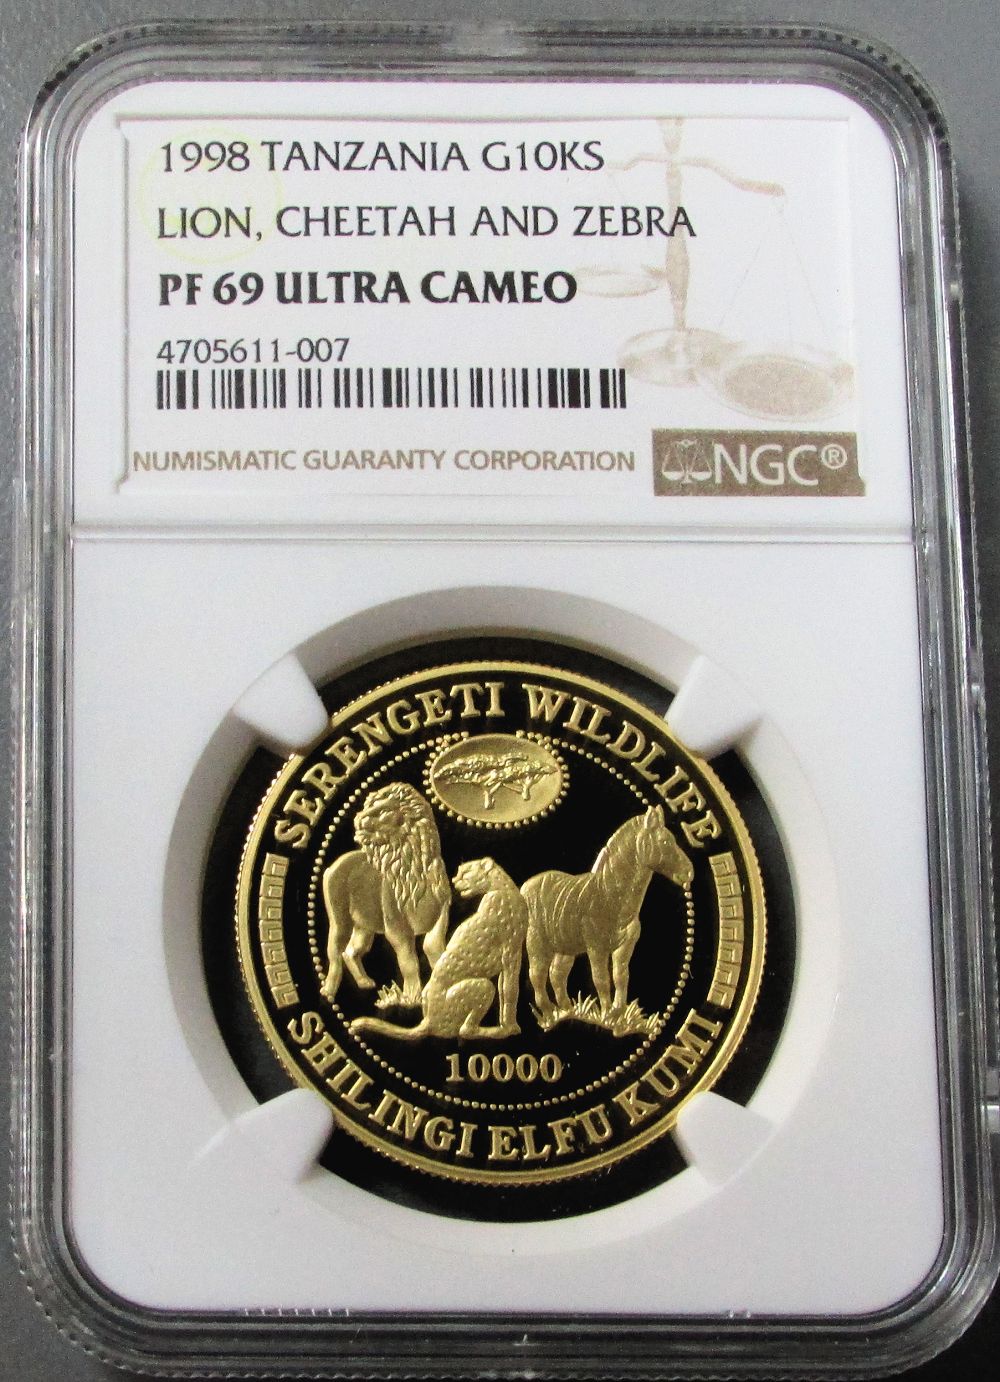 1998 TANZANIA G10KS
LION, CHEETAH AND ZEBRA
PF 69 ULTRA CAMEO
4705611-007
NUMISMATIC GUARANTY CORPORATION
NGC®
SERENGETI WILDLIFE
10000
SHILINGI ELFU KUMI